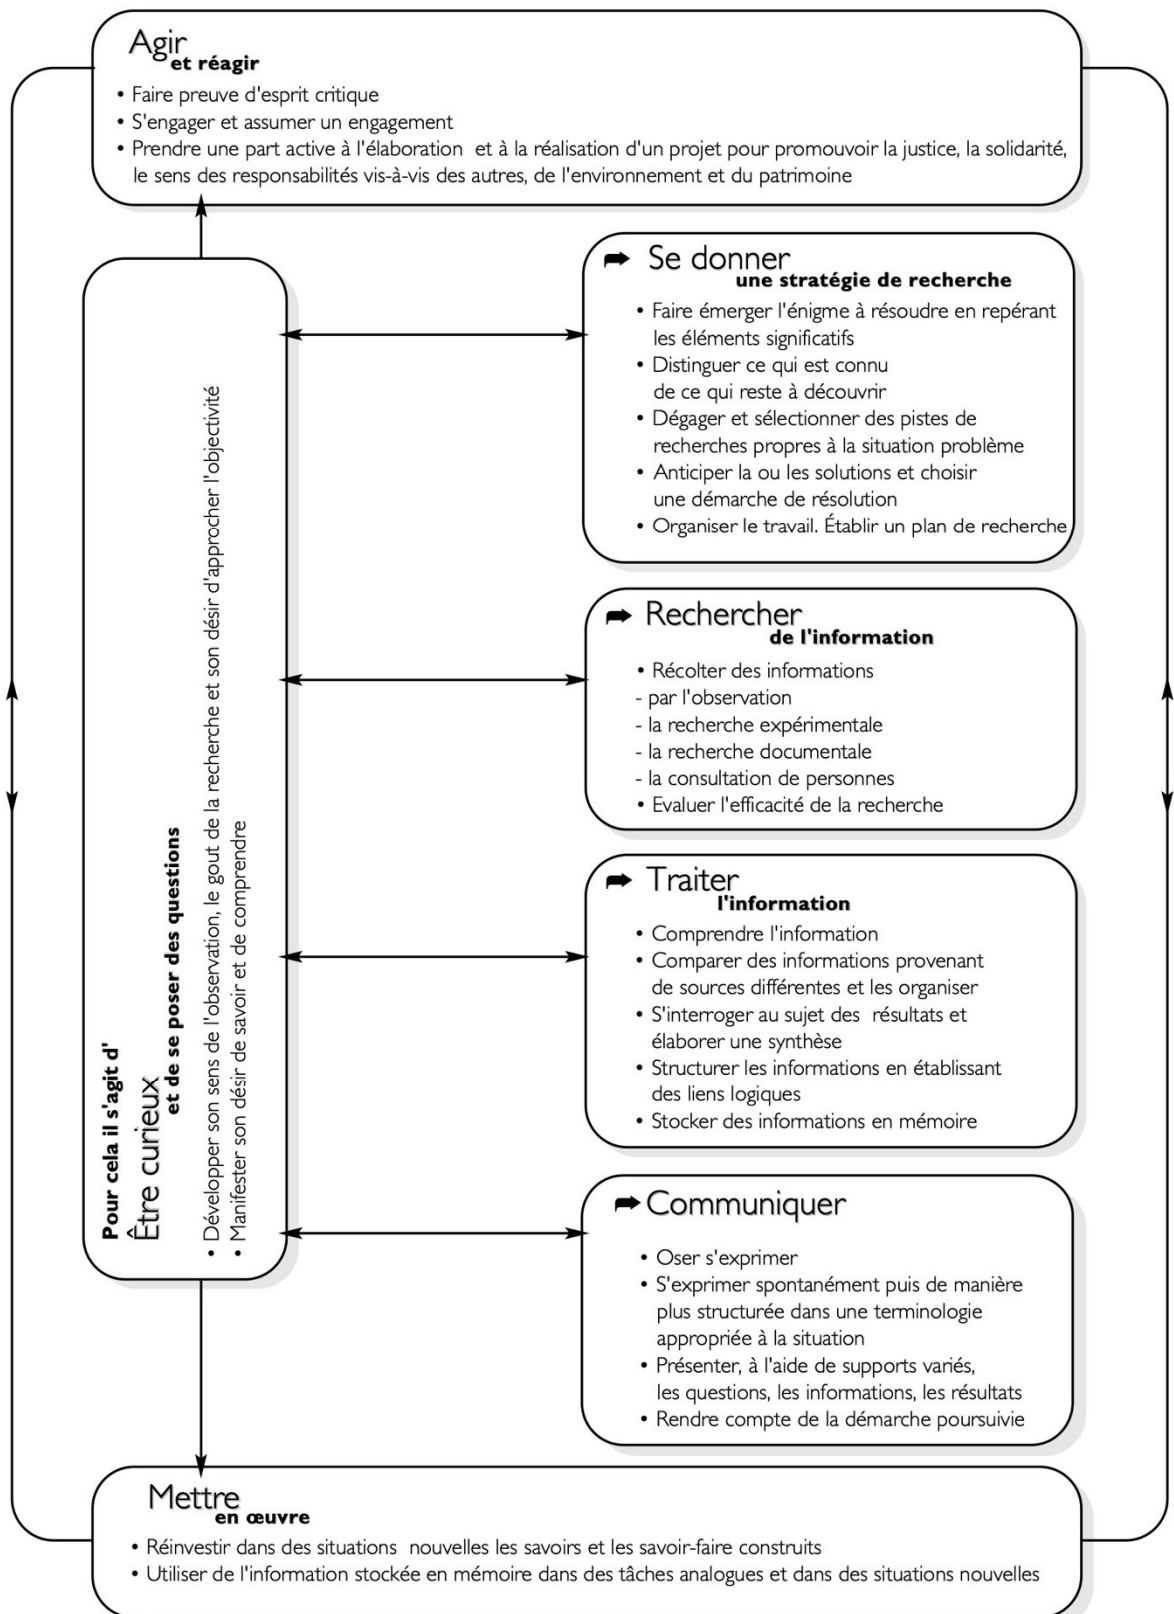 Agir
et réagir
• Faire preuve d'esprit critique
• S'engager et assumer un engagement
• Prendre une part active à l'élaboration et à la réalisation d'un projet pour promouvoir la justice, la solidarité,
le sens des responsabilités vis-à-vis des autres, de l'environnement et du patrimoine
Pour cela il s'agit d'
Être curieux
et de se poser des questions
• Développer son sens de l'observation, le gout de la recherche et son désir d'approcher l'objectivité
• Manifester son désir de savoir et de comprendre
➡ Se donner
une stratégie de recherche
• Faire émerger l'énigme à résoudre en repérant
les éléments significatifs
• Distinguer ce qui est connu
de ce qui reste à découvrir
• Dégager et sélectionner des pistes de
recherches propres à la situation problème
• Anticiper la ou les solutions et choisir
une démarche de résolution
• Organiser le travail. Établir un plan de recherche
➡ Rechercher
de l'information
• Récolter des informations
- par l'observation
- la recherche expérimentale
- la recherche documentale
- la consultation de personnes
• Evaluer l'efficacité de la recherche
➡ Traiter
l'information
• Comprendre l'information
• Comparer des informations provenant
de sources différentes et les organiser
• S'interroger au sujet des résultats et
élaborer une synthèse
• Structurer les informations en établissant
des liens logiques
• Stocker des informations en mémoire
➡ Communiquer
• Oser s'exprimer
• S'exprimer spontanément puis de manière
plus structurée dans une terminologie
appropriée à la situation
• Présenter, à l'aide de supports variés,
les questions, les informations, les résultats
• Rendre compte de la démarche poursuivie
Mettre
en œuvre
• Réinvestir dans des situations nouvelles les savoirs et les savoir-faire construits
• Utiliser de l'information stockée en mémoire dans des tâches analogues et dans des situations nouvelles